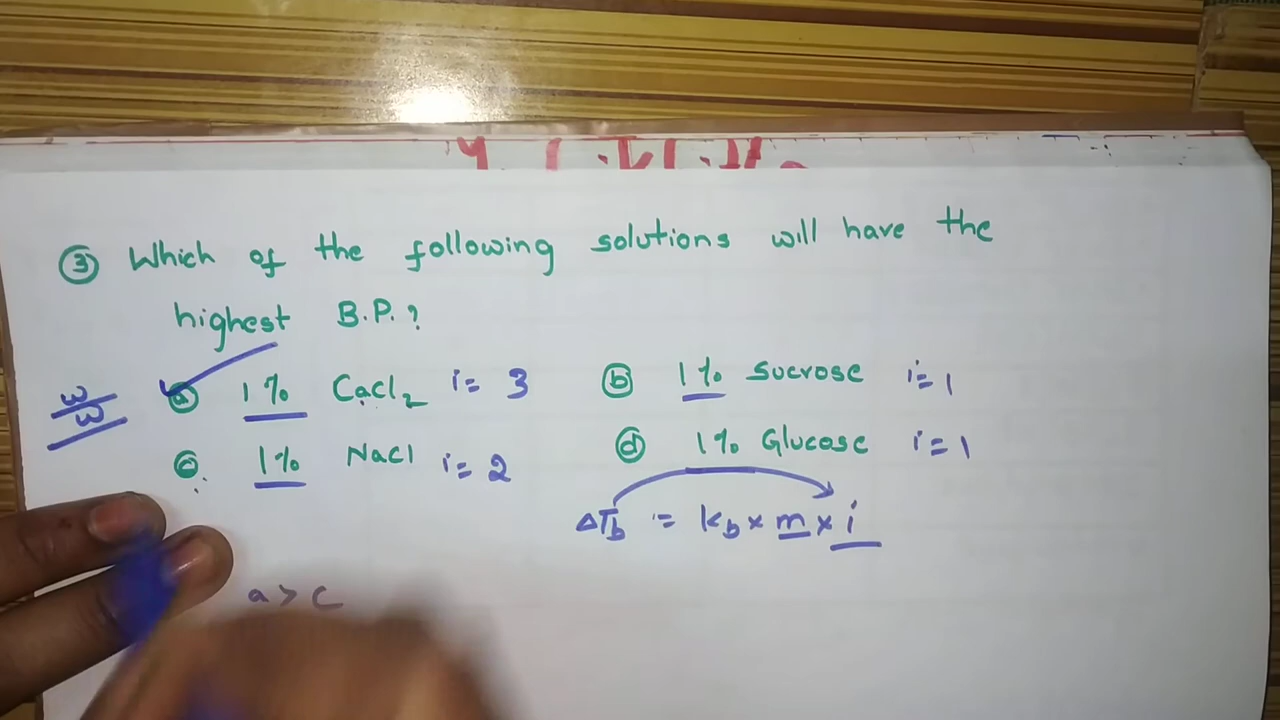 ③ Which of the following solutions will have the
highest B.P.?
w/w ⓐ 1% CaCl₂ i = 3 ⓑ 1% Sucrose i = 1
ⓒ 1% NaCl i = 2 ⓓ 1% Glucose i = 1
ΔTb = kb × m × i
a > c